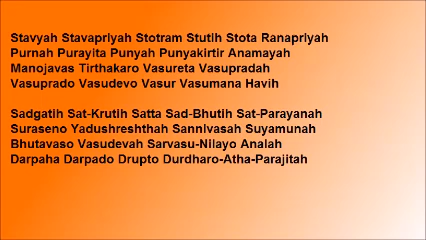 Stavyah Stavapriyah Stotram Stutih Stota Ranapriyah
Purnah Purayita Punyah Punyakirtir Anamayah
Manojavas Tirthakaro Vasureta Vasupradah
Vasuprado Vasudevo Vasur Vasumana Havih
Sadgatih Sat-Krutih Satta Sad-Bhutih Sat-Parayanah
Suraseno Yadushreshthah Sannivasah Suyamunah
Bhutavaso Vasudevah Sarvasu-Nilayo Analah
Darpaha Darpado Drupto Durdharo-Atha-Parajitah